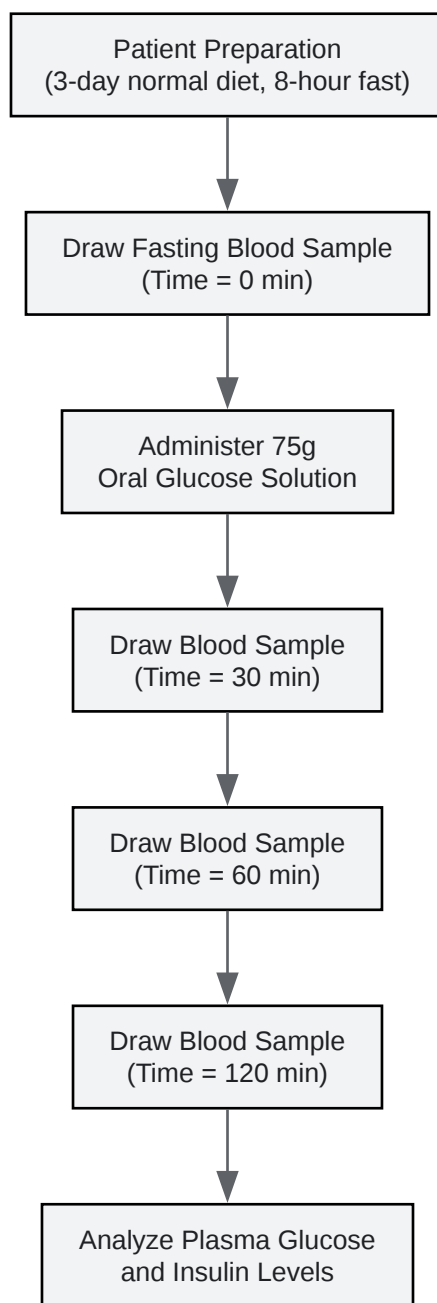 Patient Preparation
(3-day normal diet, 8-hour fast)
Draw Fasting Blood Sample
(Time = 0 min)
Administer 75g
Oral Glucose Solution
Draw Blood Sample
(Time = 30 min)
Draw Blood Sample
(Time = 60 min)
Draw Blood Sample
(Time = 120 min)
Analyze Plasma Glucose
and Insulin Levels